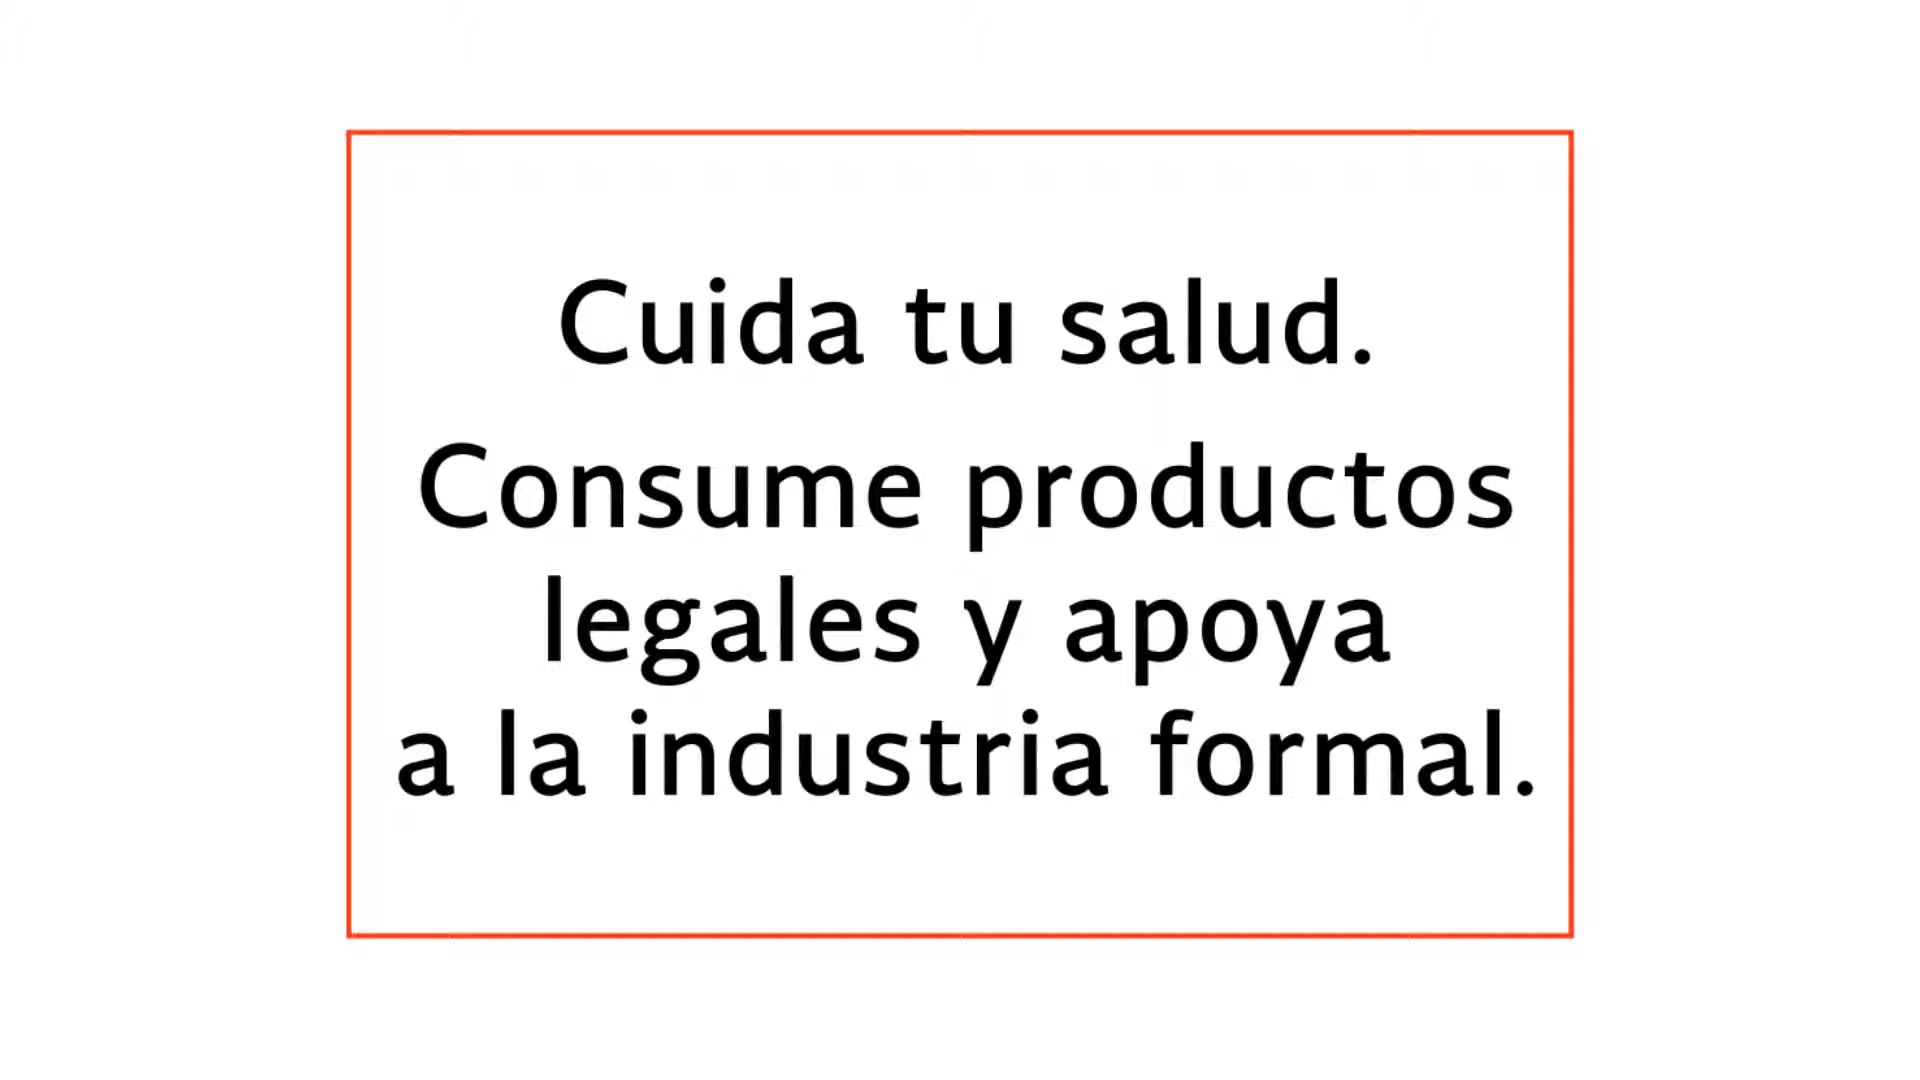 Cuida tu salud.
Consume productos
legales y apoya
a la industria formal.